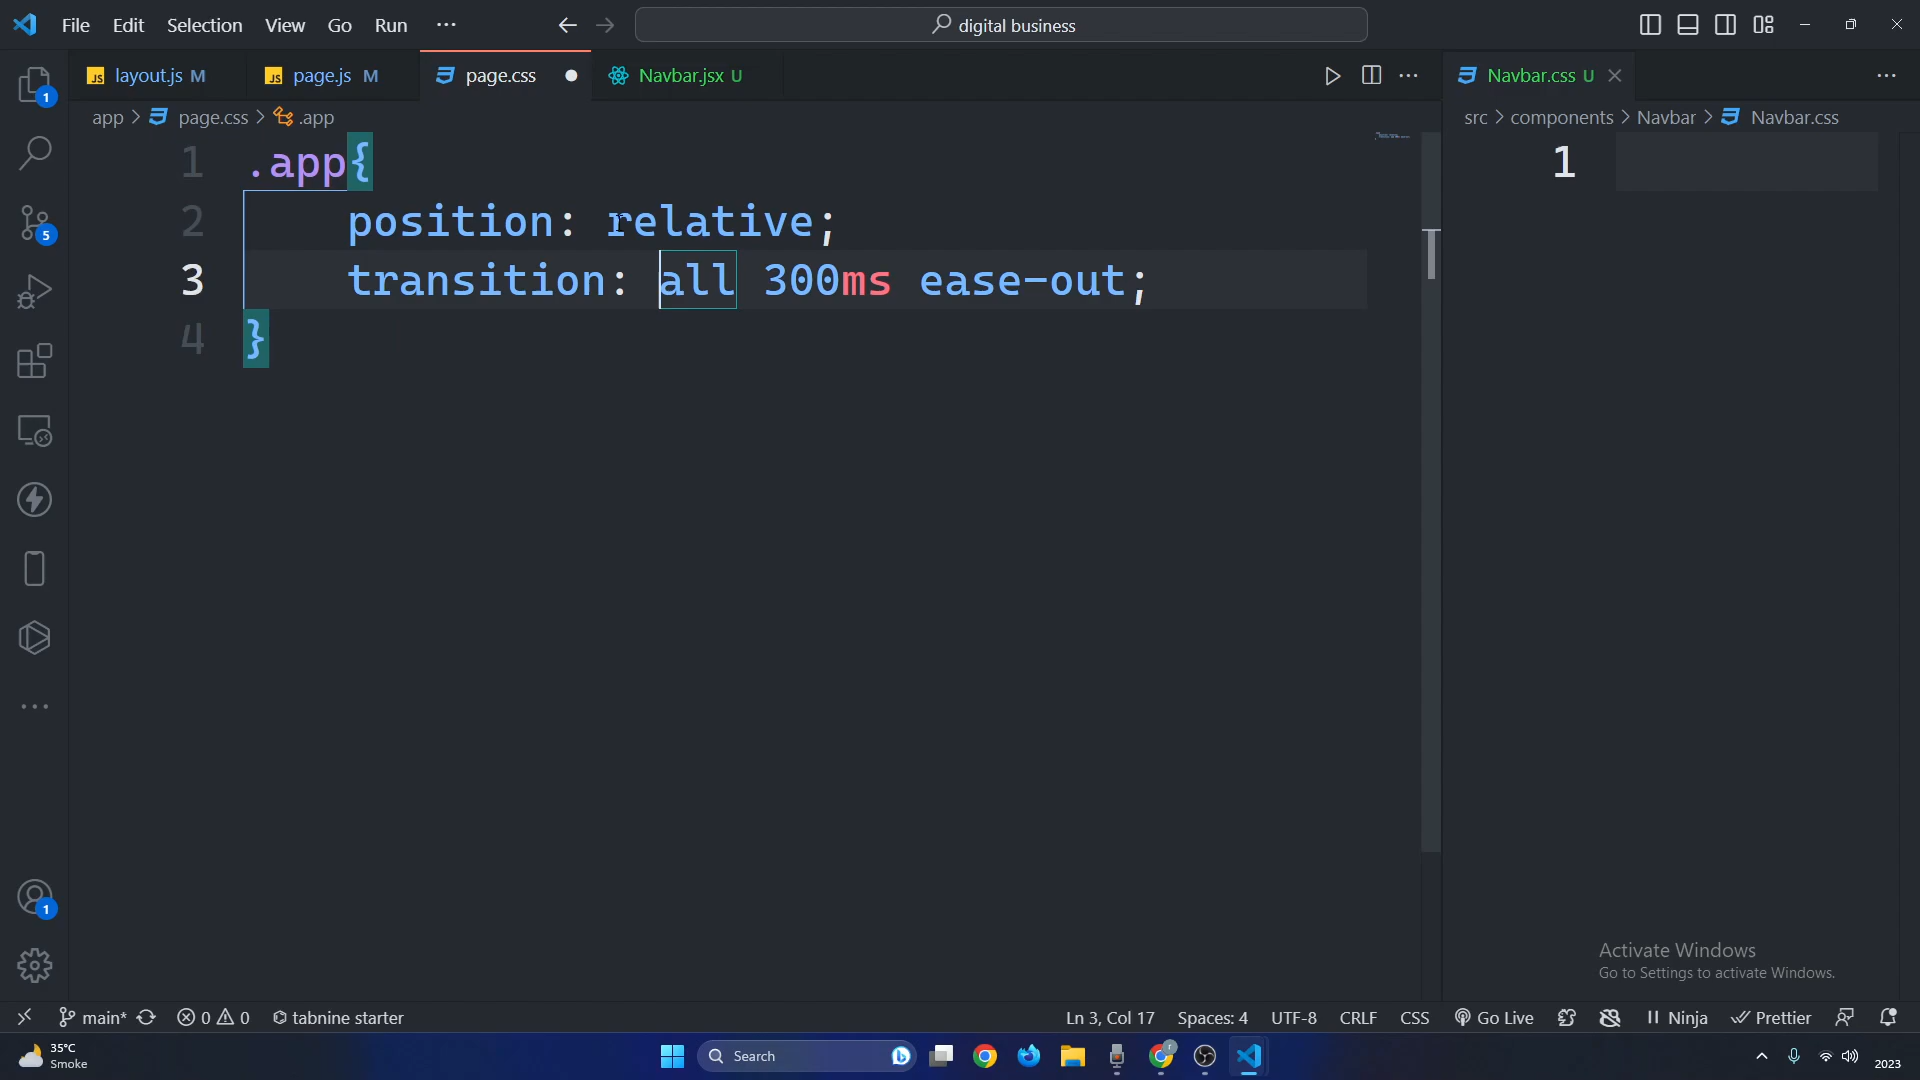 File Edit Selection View Go Run ···
digital business
layout.js M
page.js M
page.css
Navbar.jsx U
Navbar.css U
app > page.css > .app
src > components > Navbar > Navbar.css
1 .app{
2 position: relative;
3 transition: all 300ms ease-out;
4 }
1
1
5
1
Activate Windows
Go to Settings to activate Windows.
main* 0 0 tabnine starter
Ln 3, Col 17 Spaces: 4 UTF-8 CRLF CSS Go Live Ninja Prettier
35°C
Smoke
Search
2023